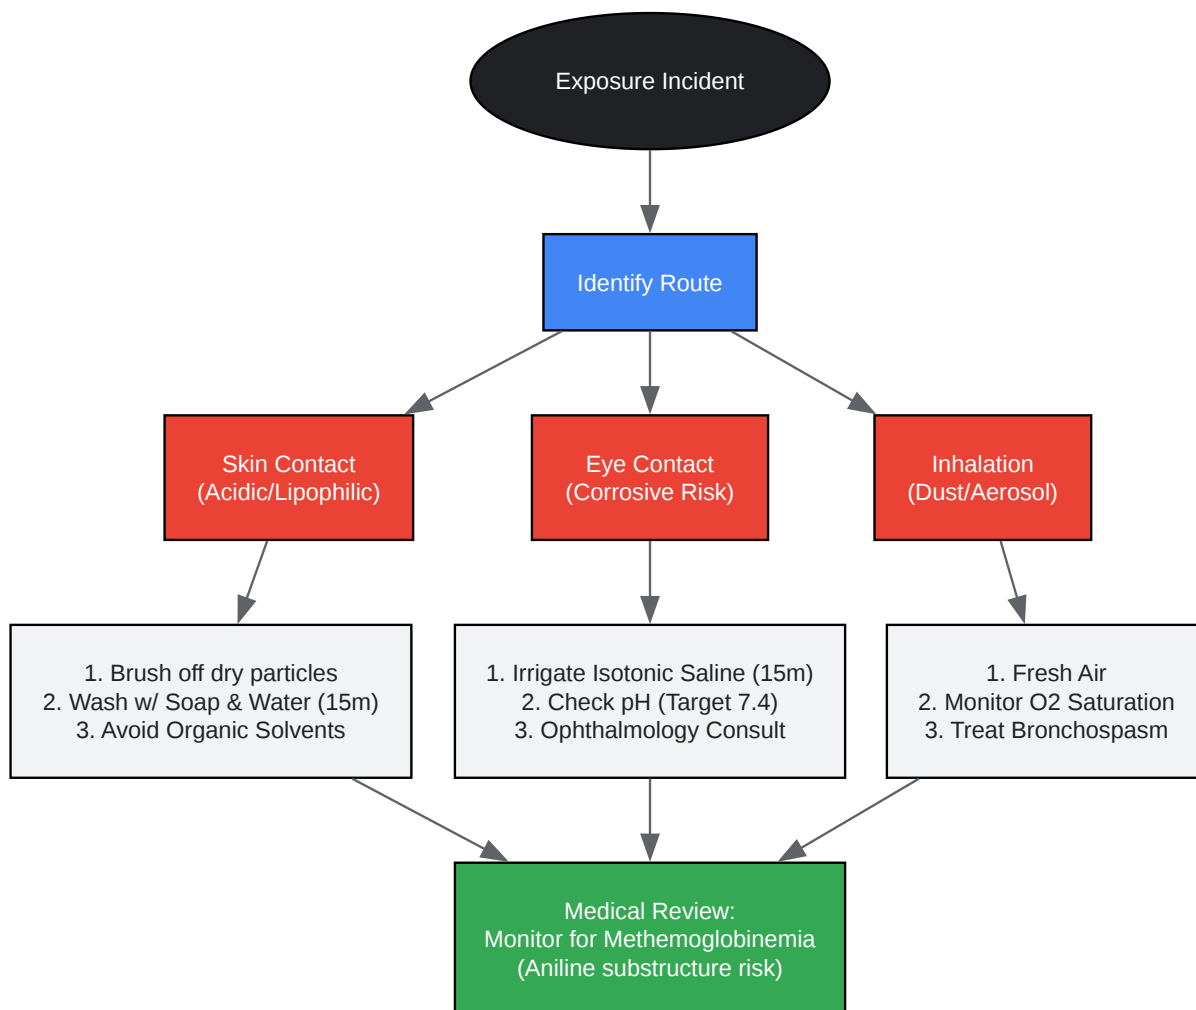 Exposure Incident
Identify Route
Skin Contact
(Acidic/Lipophilic)
Eye Contact
(Corrosive Risk)
Inhalation
(Dust/Aerosol)
1. Brush off dry particles
2. Wash w/ Soap & Water (15m)
3. Avoid Organic Solvents
1. Irrigate Isotonic Saline (15m)
2. Check pH (Target 7.4)
3. Ophthalmology Consult
1. Fresh Air
2. Monitor O2 Saturation
3. Treat Bronchospasm
Medical Review:
Monitor for Methemoglobinemia
(Aniline substructure risk)